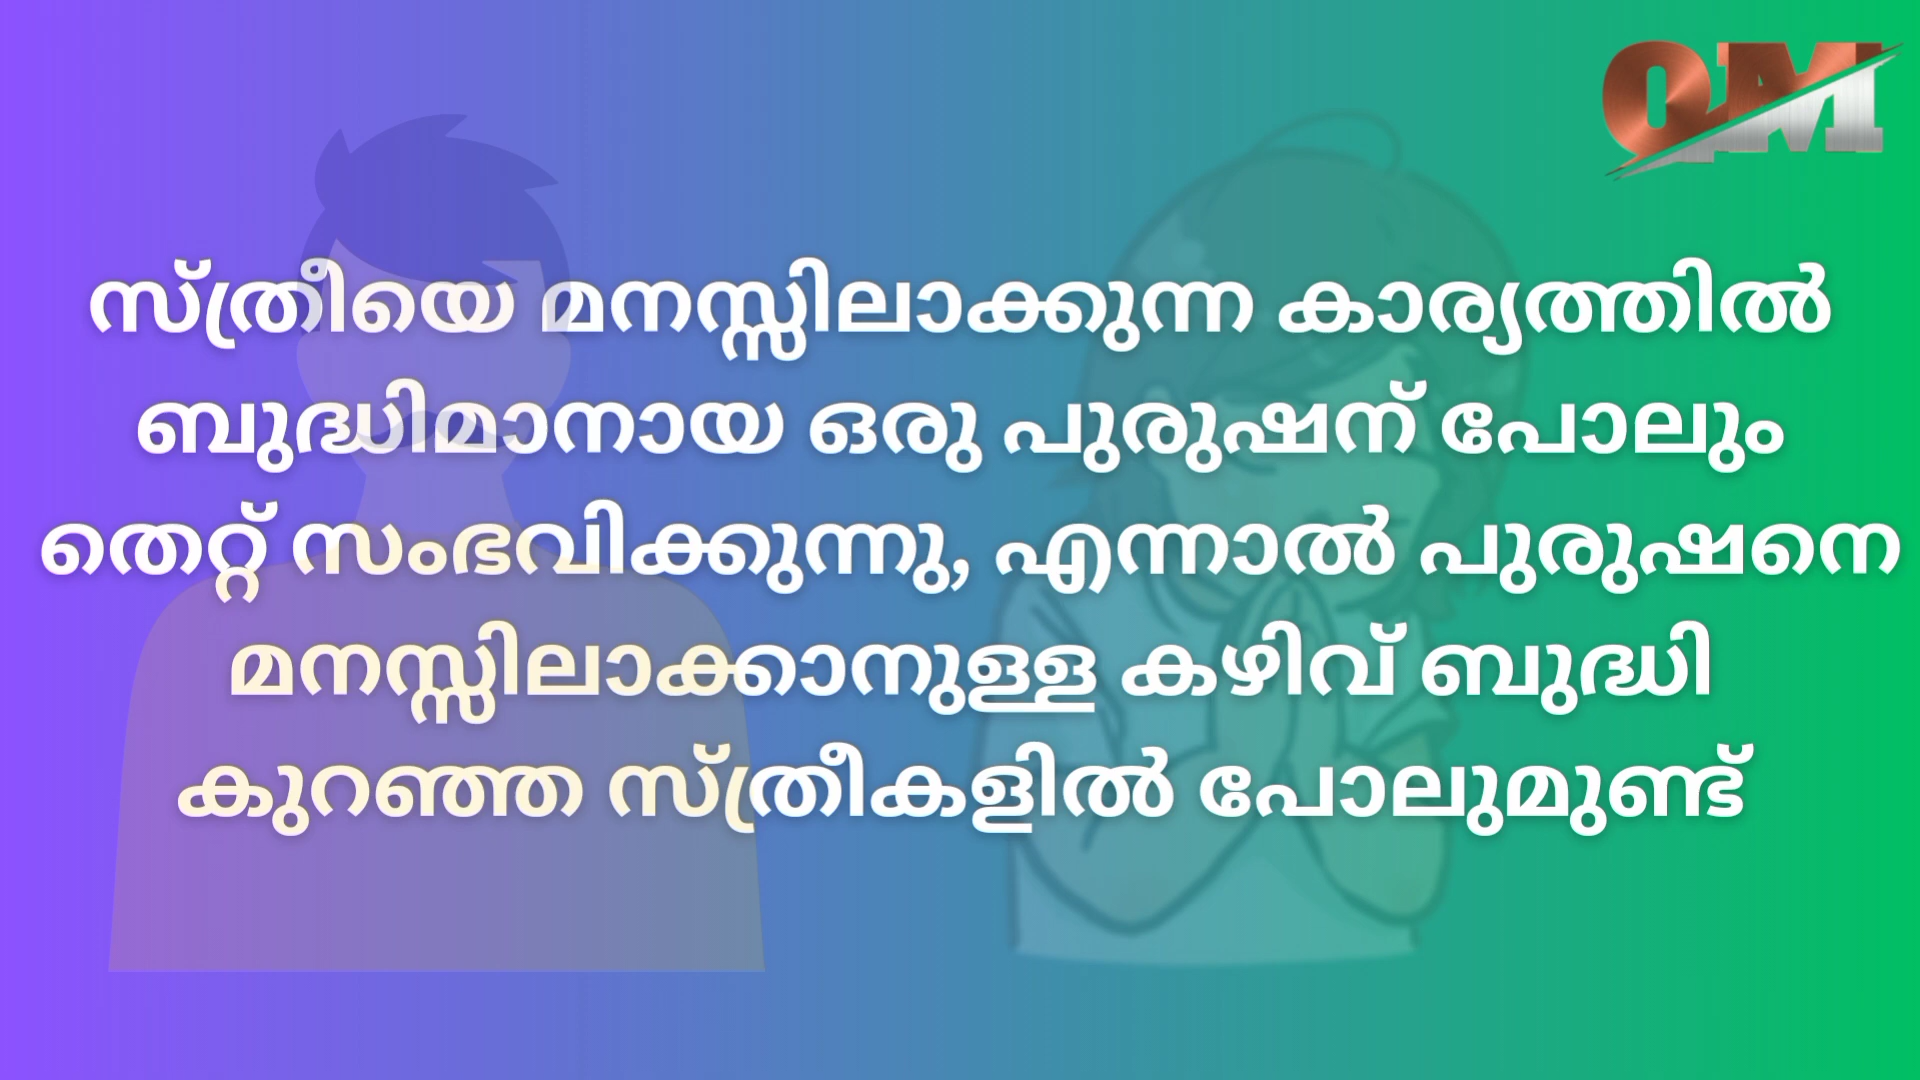 QM
സ്ത്രീയെ മനസ്സിലാക്കുന്ന കാര്യത്തിൽ
ബുദ്ധിമാനായ ഒരു പുരുഷന് പോലും
തെറ്റ് സംഭവിക്കുന്നു, എന്നാൽ പുരുഷനെ
മനസ്സിലാക്കാനുള്ള കഴിവ് ബുദ്ധി
കുറഞ്ഞ സ്ത്രീകളിൽ പോലുമുണ്ട്